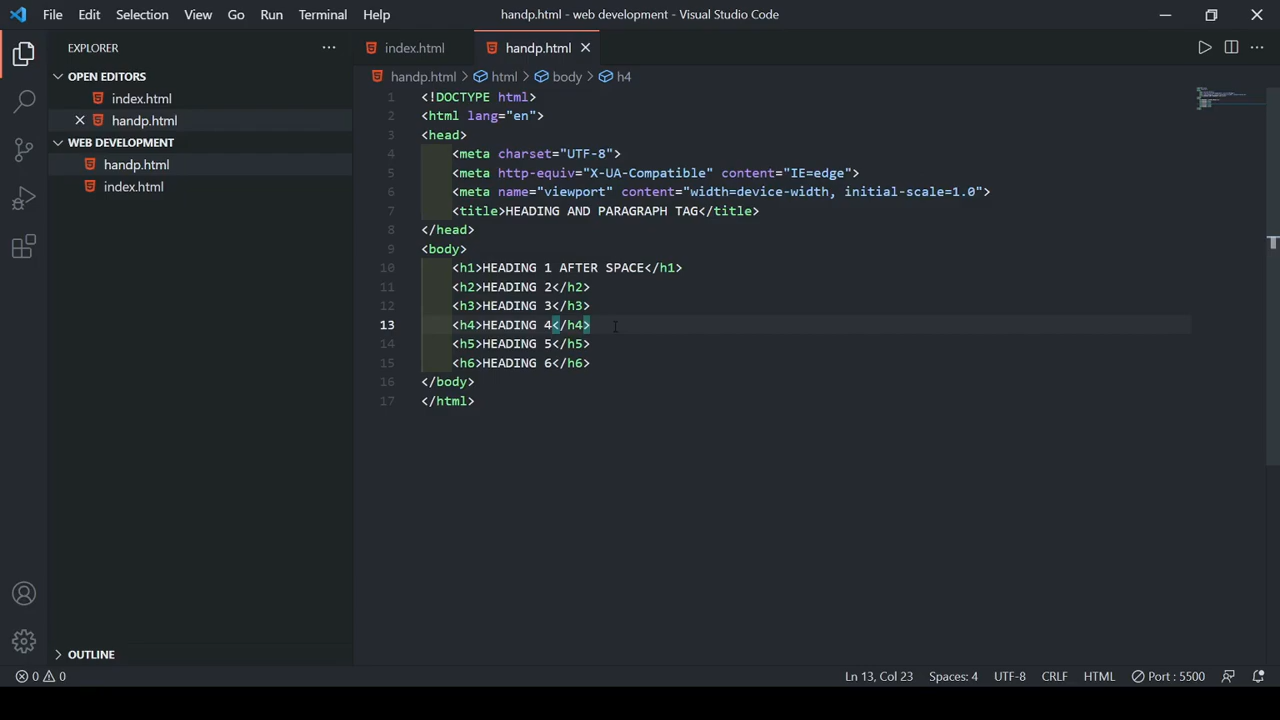 File Edit Selection View Go Run Terminal Help handp.html - web development - Visual Studio Code
EXPLORER
OPEN EDITORS
index.html
handp.html
WEB DEVELOPMENT
handp.html
index.html
OUTLINE
index.html handp.html
handp.html > html > body > h4
1 <!DOCTYPE html>
2 <html lang="en">
3 <head>
4 <meta charset="UTF-8">
5 <meta http-equiv="X-UA-Compatible" content="IE=edge">
6 <meta name="viewport" content="width=device-width, initial-scale=1.0">
7 <title>HEADING AND PARAGRAPH TAG</title>
8 </head>
9 <body>
10 <h1>HEADING 1 AFTER SPACE</h1>
11 <h2>HEADING 2</h2>
12 <h3>HEADING 3</h3>
13 <h4>HEADING 4</h4>
14 <h5>HEADING 5</h5>
15 <h6>HEADING 6</h6>
16 </body>
17 </html>
0 0 Ln 13, Col 23 Spaces: 4 UTF-8 CRLF HTML Port : 5500